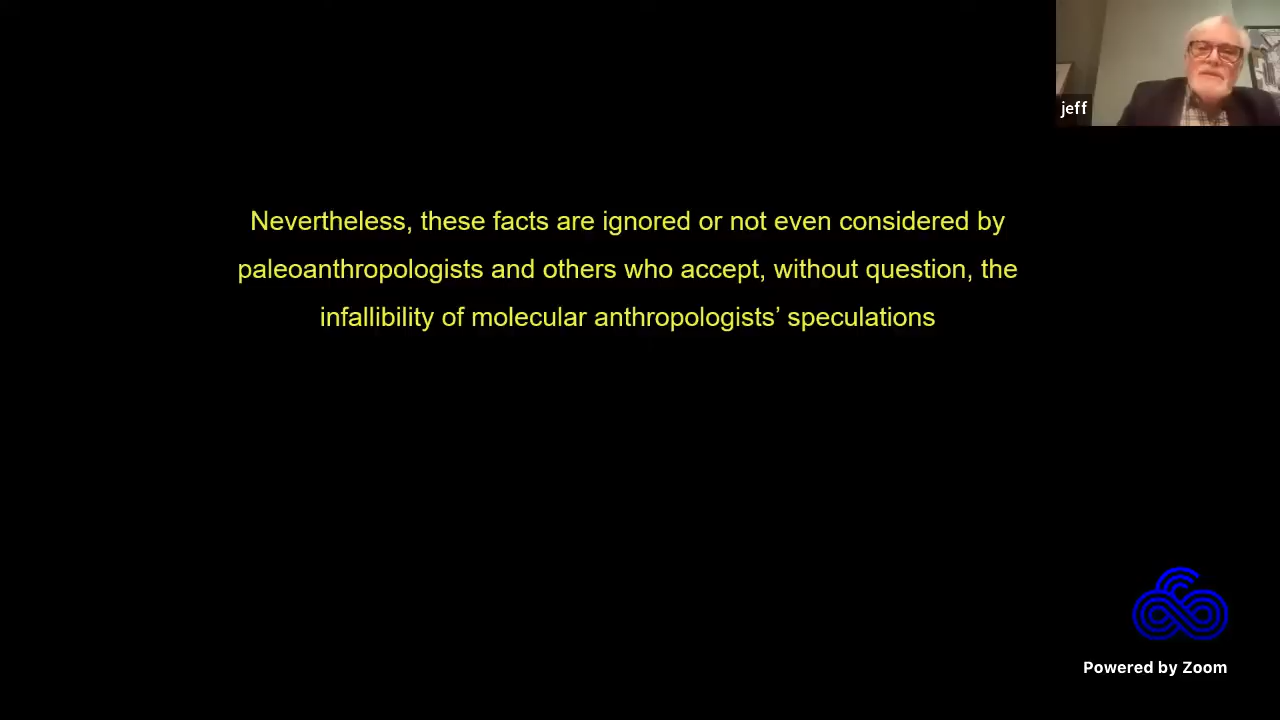 jeff
Nevertheless, these facts are ignored or not even considered by
paleoanthropologists and others who accept, without question, the
infallibility of molecular anthropologists’ speculations
Powered by Zoom